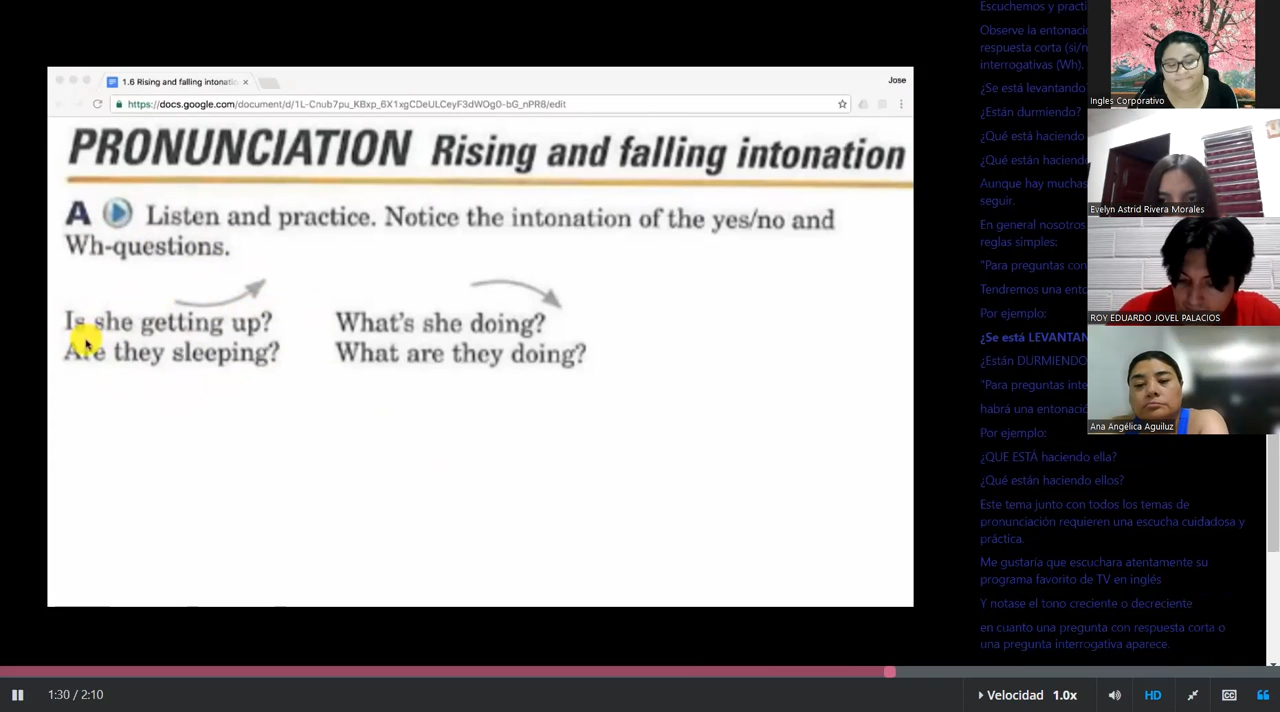 1.6 Rising and falling intonatio
Jose
https://docs.google.com/document/d/1L-Cnub7pu_KBxp_6X1xgCDeULCeyF3dWOg0-bG_nPR8/edit
PRONUNCIATION Rising and falling intonation
A Listen and practice. Notice the intonation of the yes/no and
Wh-questions.
Is she getting up? What's she doing?
Are they sleeping? What are they doing?
Escuchemos y practi
Observe la entonaci
respuesta corta (si/n
interrogativas (Wh).
¿Se está levantando?
¿Están durmiendo?
¿Qué está haciendo
¿Qué están haciendo
Aunque hay muchas
seguir.
En general nosotros
reglas simples:
"Para preguntas con
Tendremos una ento
Por ejemplo:
¿Se está LEVANTAN
¿Están DURMIENDO
"Para preguntas inte
habrá una entonació
Por ejemplo:
¿QUE ESTÁ haciendo ella?
¿Qué están haciendo ellos?
Este tema junto con todos los temas de
pronunciación requieren una escucha cuidadosa y
práctica.
Me gustaría que escuchara atentamente su
programa favorito de TV en inglés
Y notase el tono creciente o decreciente
en cuanto una pregunta con respuesta corta o
una pregunta interrogativa aparece.
Ingles Corporativo
Evelyn Astrid Rivera Morales
ROY EDUARDO JOVEL PALACIOS
Ana Angélica Aguiluz
1:30 / 2:10
Velocidad 1.0x
HD
CC